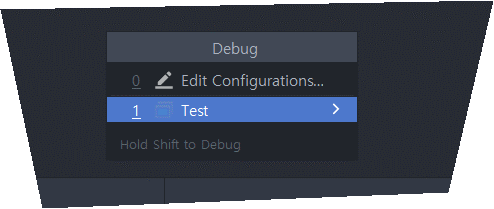 Debug
0 Edit Configurations...
1 Test
Hold Shift to Debug